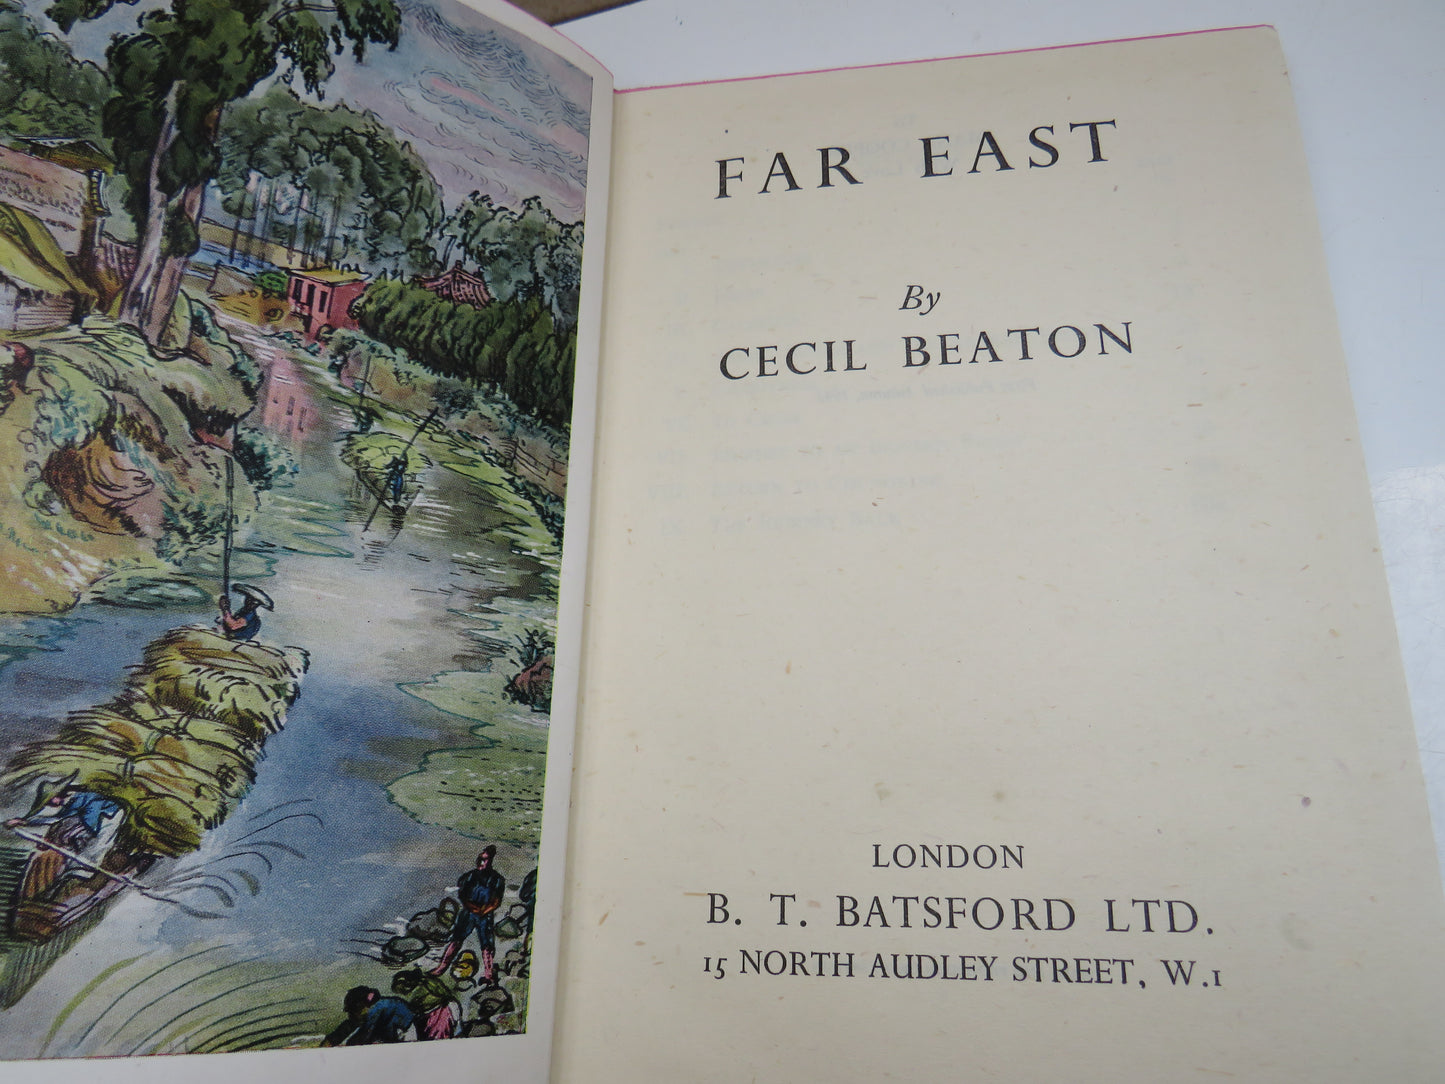 FAR EAST
By
CECIL BEATON
LONDON
B. T. BATSFORD LTD.
15 NORTH AUDLEY STREET, W.1